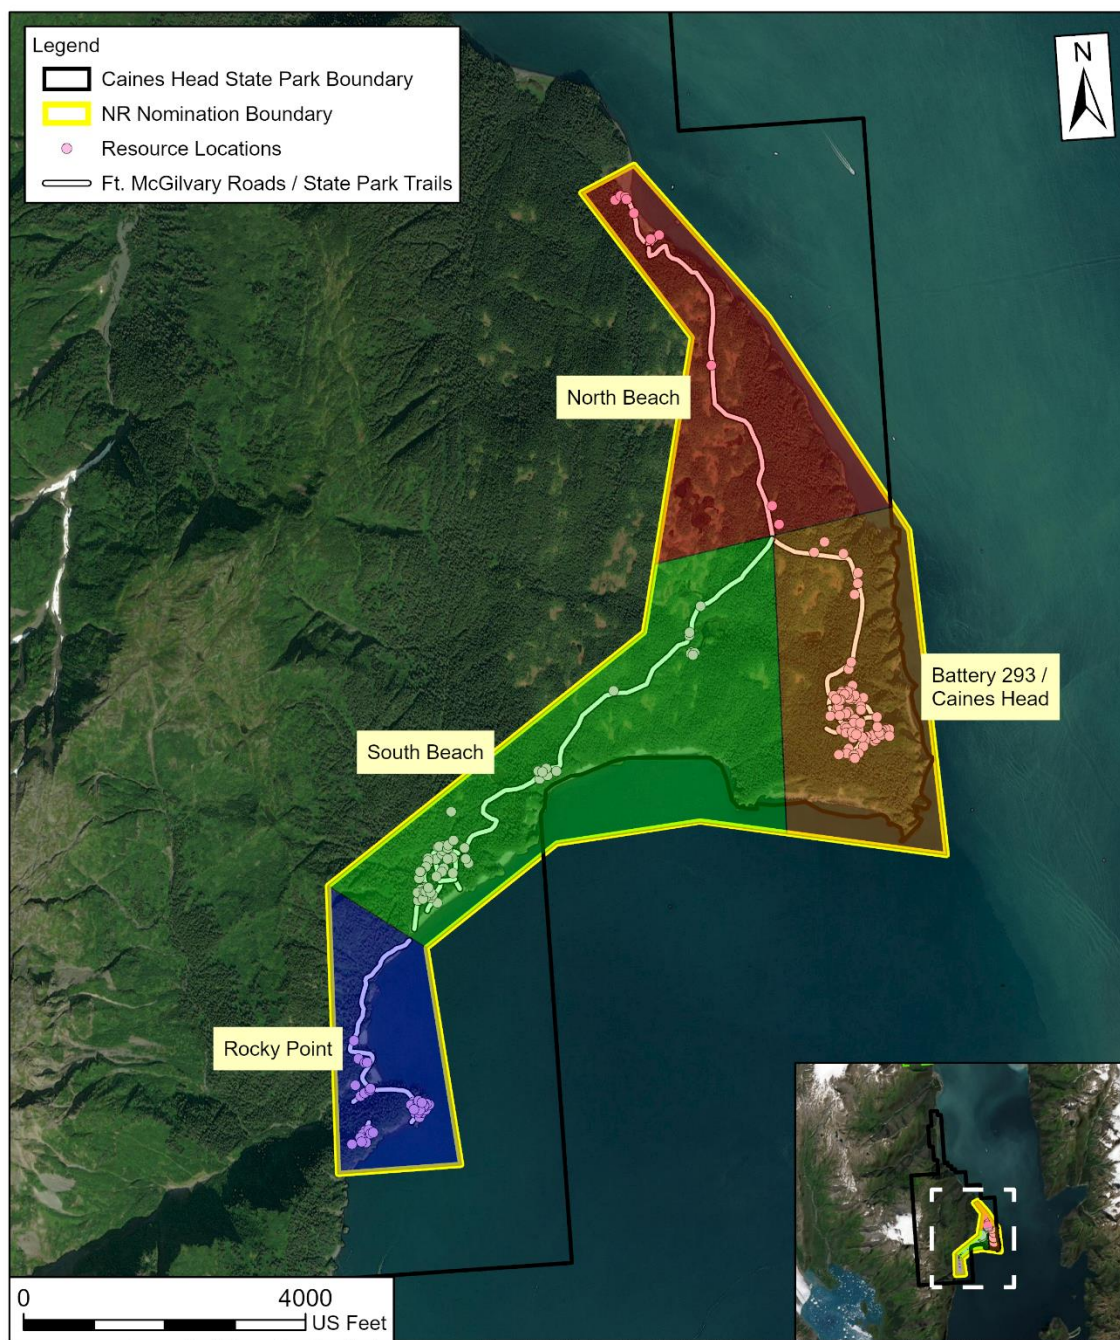 Legend
Caines Head State Park Boundary
NR Nomination Boundary
Resource Locations
Ft. McGilvary Roads / State Park Trails
N
North Beach
Battery 293 /
Caines Head
South Beach
Rocky Point
0 4000
US Feet